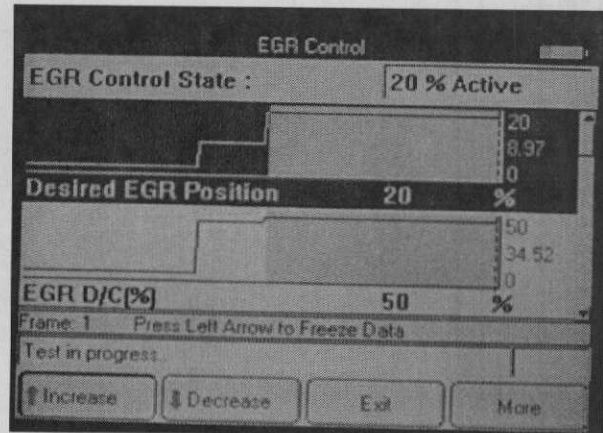 EGR Control
EGR Control State : 20 % Active
20
8.97
0
Desired EGR Position 20 %
50
34.52
0
EGR D/C[%] 50 %
Frame: 1 Press Left Arrow to Freeze Data
Test in progress...
Increase Decrease Exit More